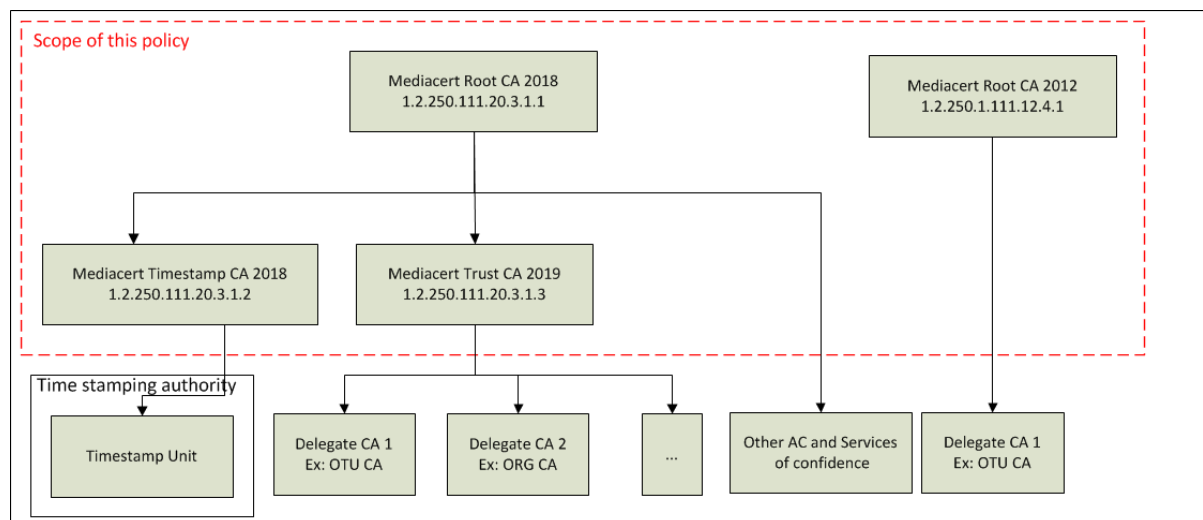 Scope of this policy
Mediacert Root CA 2018
1.2.250.111.20.3.1.1
Mediacert Root CA 2012
1.2.250.1.111.12.4.1
Mediacert Timestamp CA 2018
1.2.250.111.20.3.1.2
Mediacert Trust CA 2019
1.2.250.111.20.3.1.3
Time stamping authority
Timestamp Unit
Delegate CA 1
Ex: OTU CA
Delegate CA 2
Ex: ORG CA
...
Other AC and Services
of confidence
Delegate CA 1
Ex: OTU CA